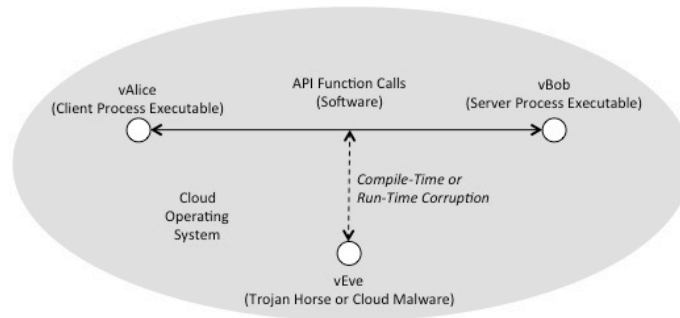 vAlice
(Client Process Executable)
API Function Calls
(Software)
vBob
(Server Process Executable)
Compile-Time or
Run-Time Corruption
Cloud
Operating
System
vEve
(Trojan Horse or Cloud Malware)